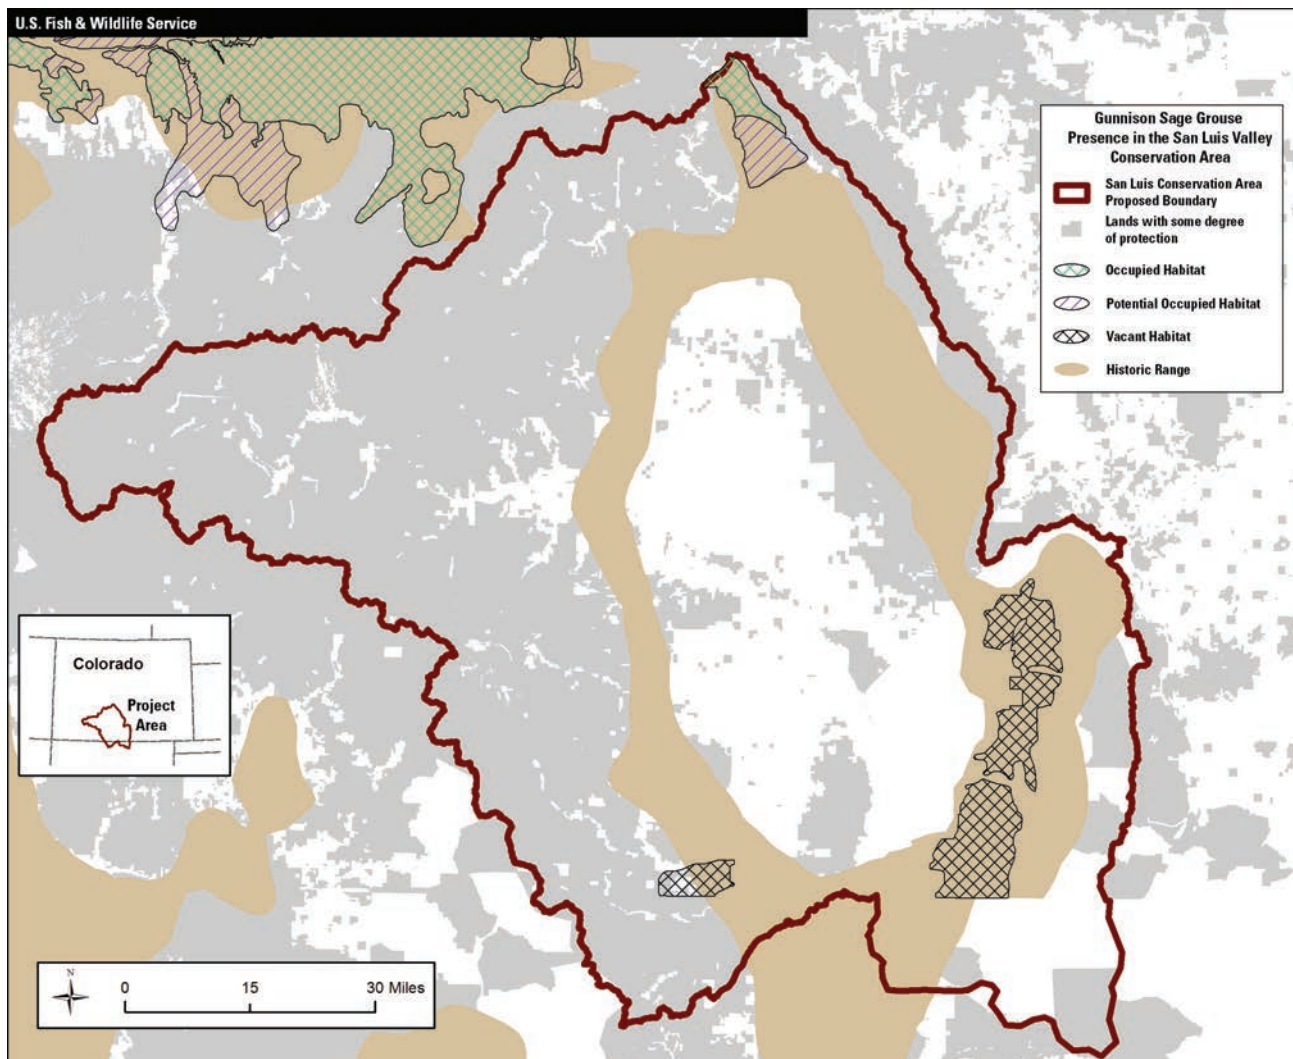 U.S. Fish & Wildlife Service
Gunnison Sage Grouse
Presence in the San Luis Valley
Conservation Area
San Luis Conservation Area
Proposed Boundary
Lands with some degree
of protection
Occupied Habitat
Potential Occupied Habitat
Vacant Habitat
Historic Range
Colorado
Project
Area
N
0 15 30 Miles